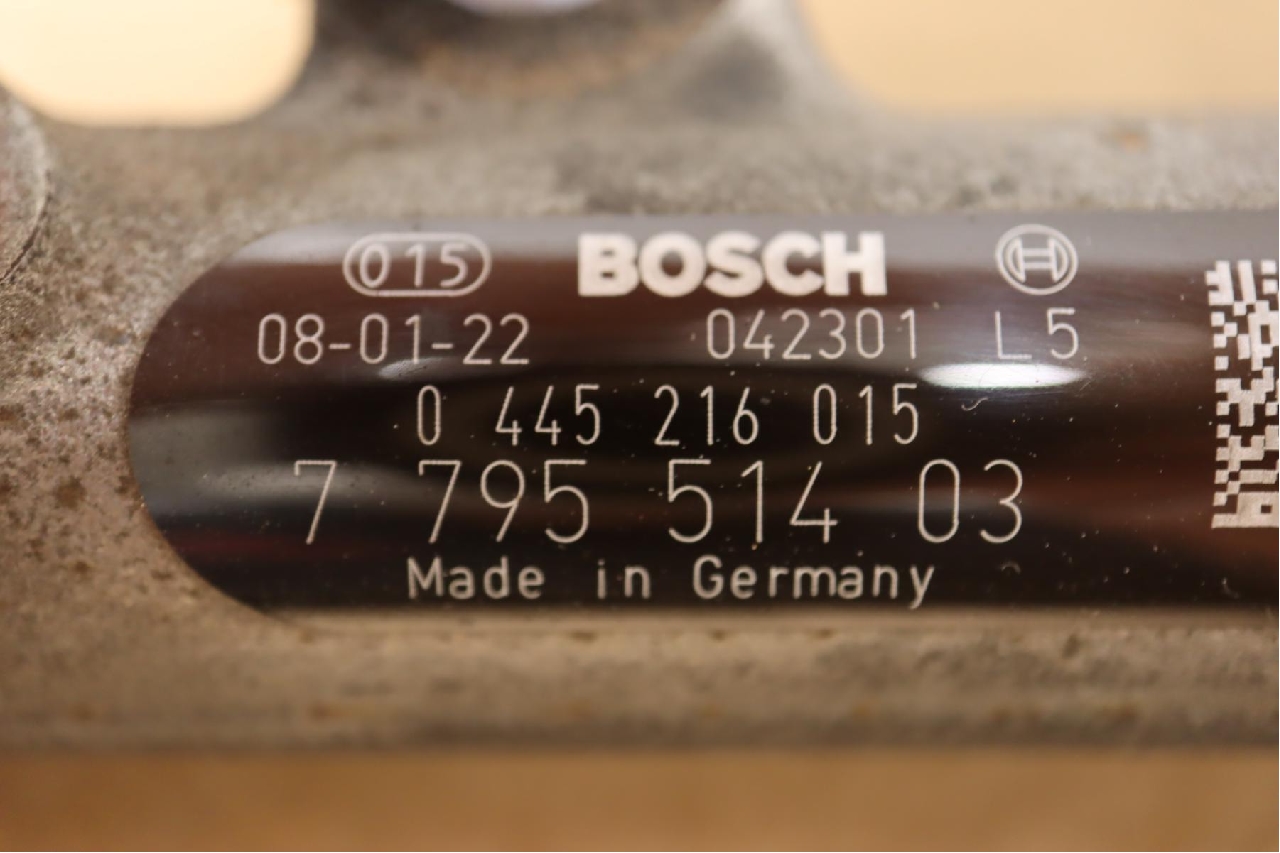 015 BOSCH
08-01-22 042301 L5
0 445 216 015
7 795 514 03
Made in Germany